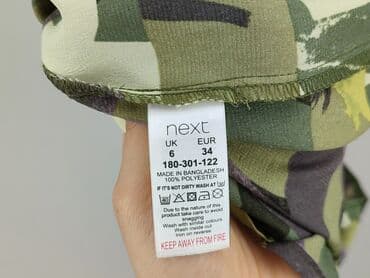 next
UK EUR
6 34
180-301-122
MADE IN BANGLADESH
100% POLYESTER
IF IT'S NOT DIRTY WASH AT
Due to the nature of this
product take care to avoid
snagging
Wash with similar colours
Wash inside out
Iron on reverse
KEEP AWAY FROM FIRE